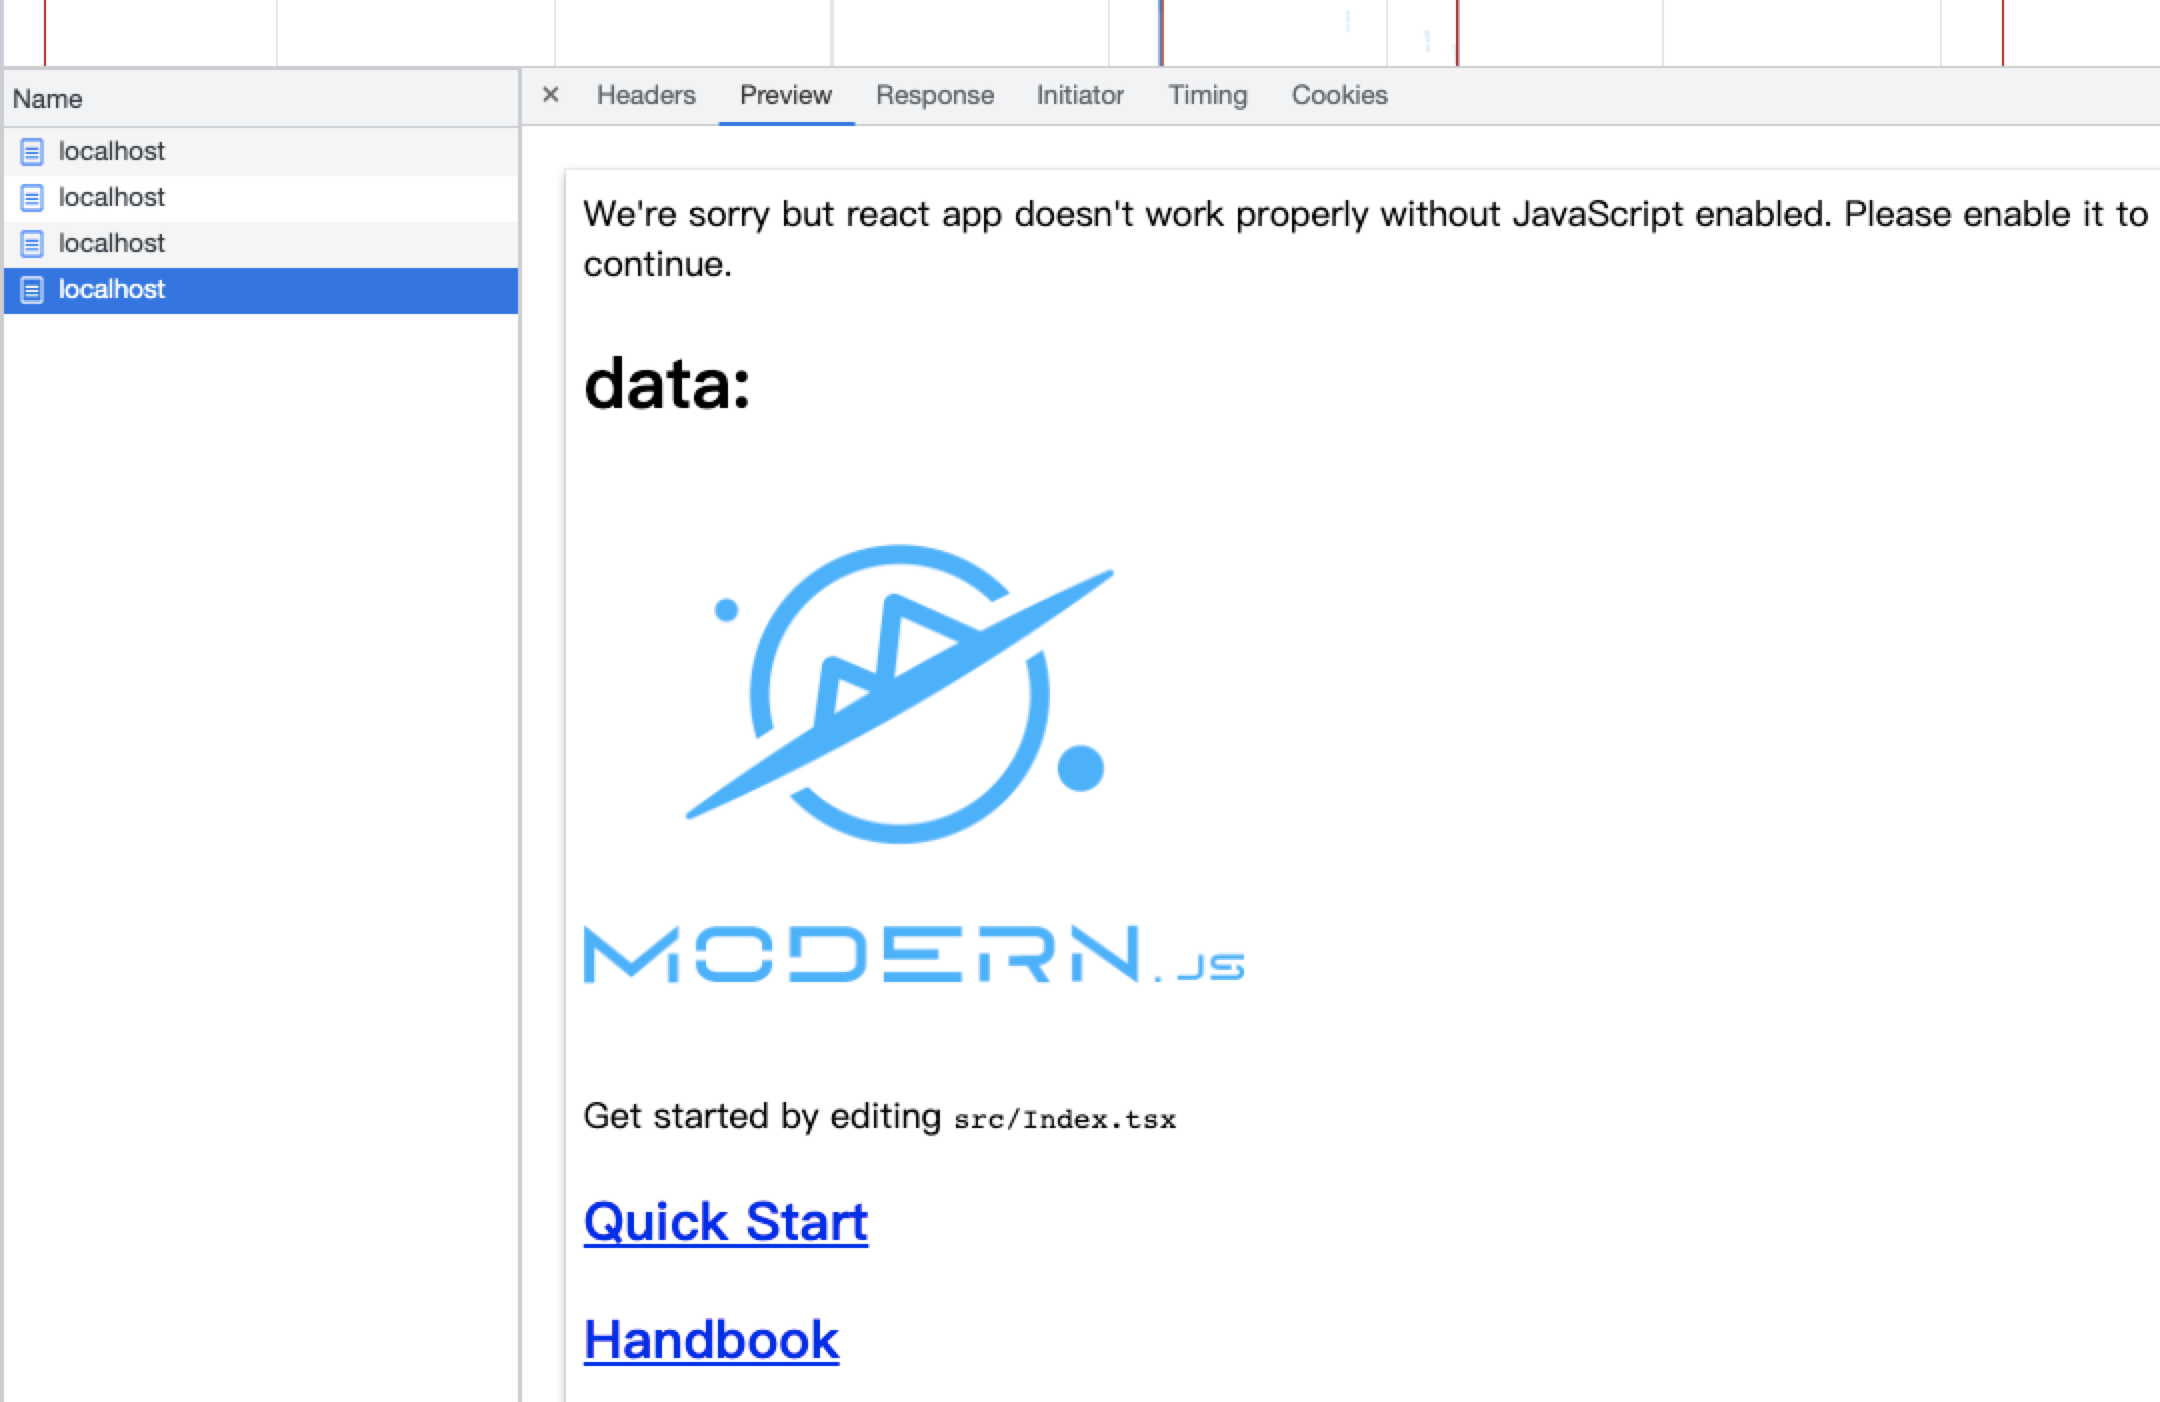 Name
localhost
localhost
localhost
localhost
× Headers Preview Response Initiator Timing Cookies
We're sorry but react app doesn't work properly without JavaScript enabled. Please enable it to
continue.
data:
MODERN.JS
Get started by editing src/Index.tsx
Quick Start
Handbook